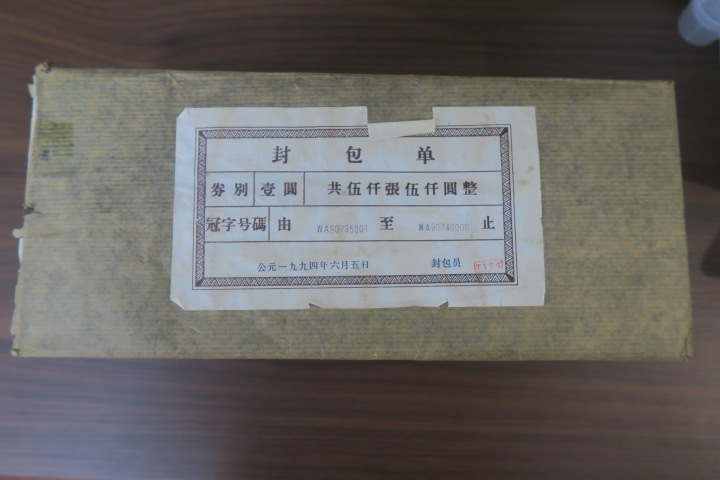 封包单
券别 壹圓 共伍仟張伍仟圓整
冠字号碼 由 WA90735001 至 WA90740000 止
公元一九九四年六月五日 封包员